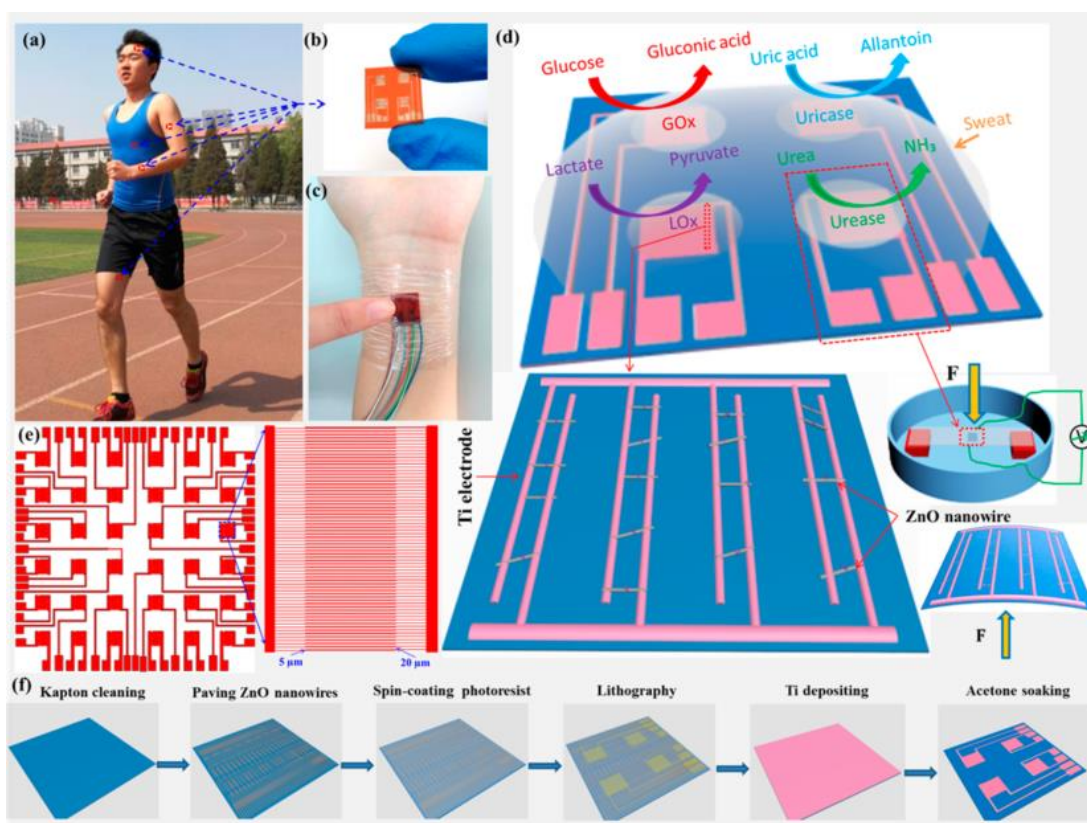 (a)
(b)
(c)
(d)
Glucose
Gluconic acid
Uric acid
Allantoin
GOx
Uricase
Sweat
Lactate
Pyruvate
Urea
NH₃
LOx
Urease
F
V
Ti electrode
ZnO nanowire
F
(e)
5 μm
20 μm
(f)
Kapton cleaning
Paving ZnO nanowires
Spin-coating photoresist
Lithography
Ti depositing
Acetone soaking